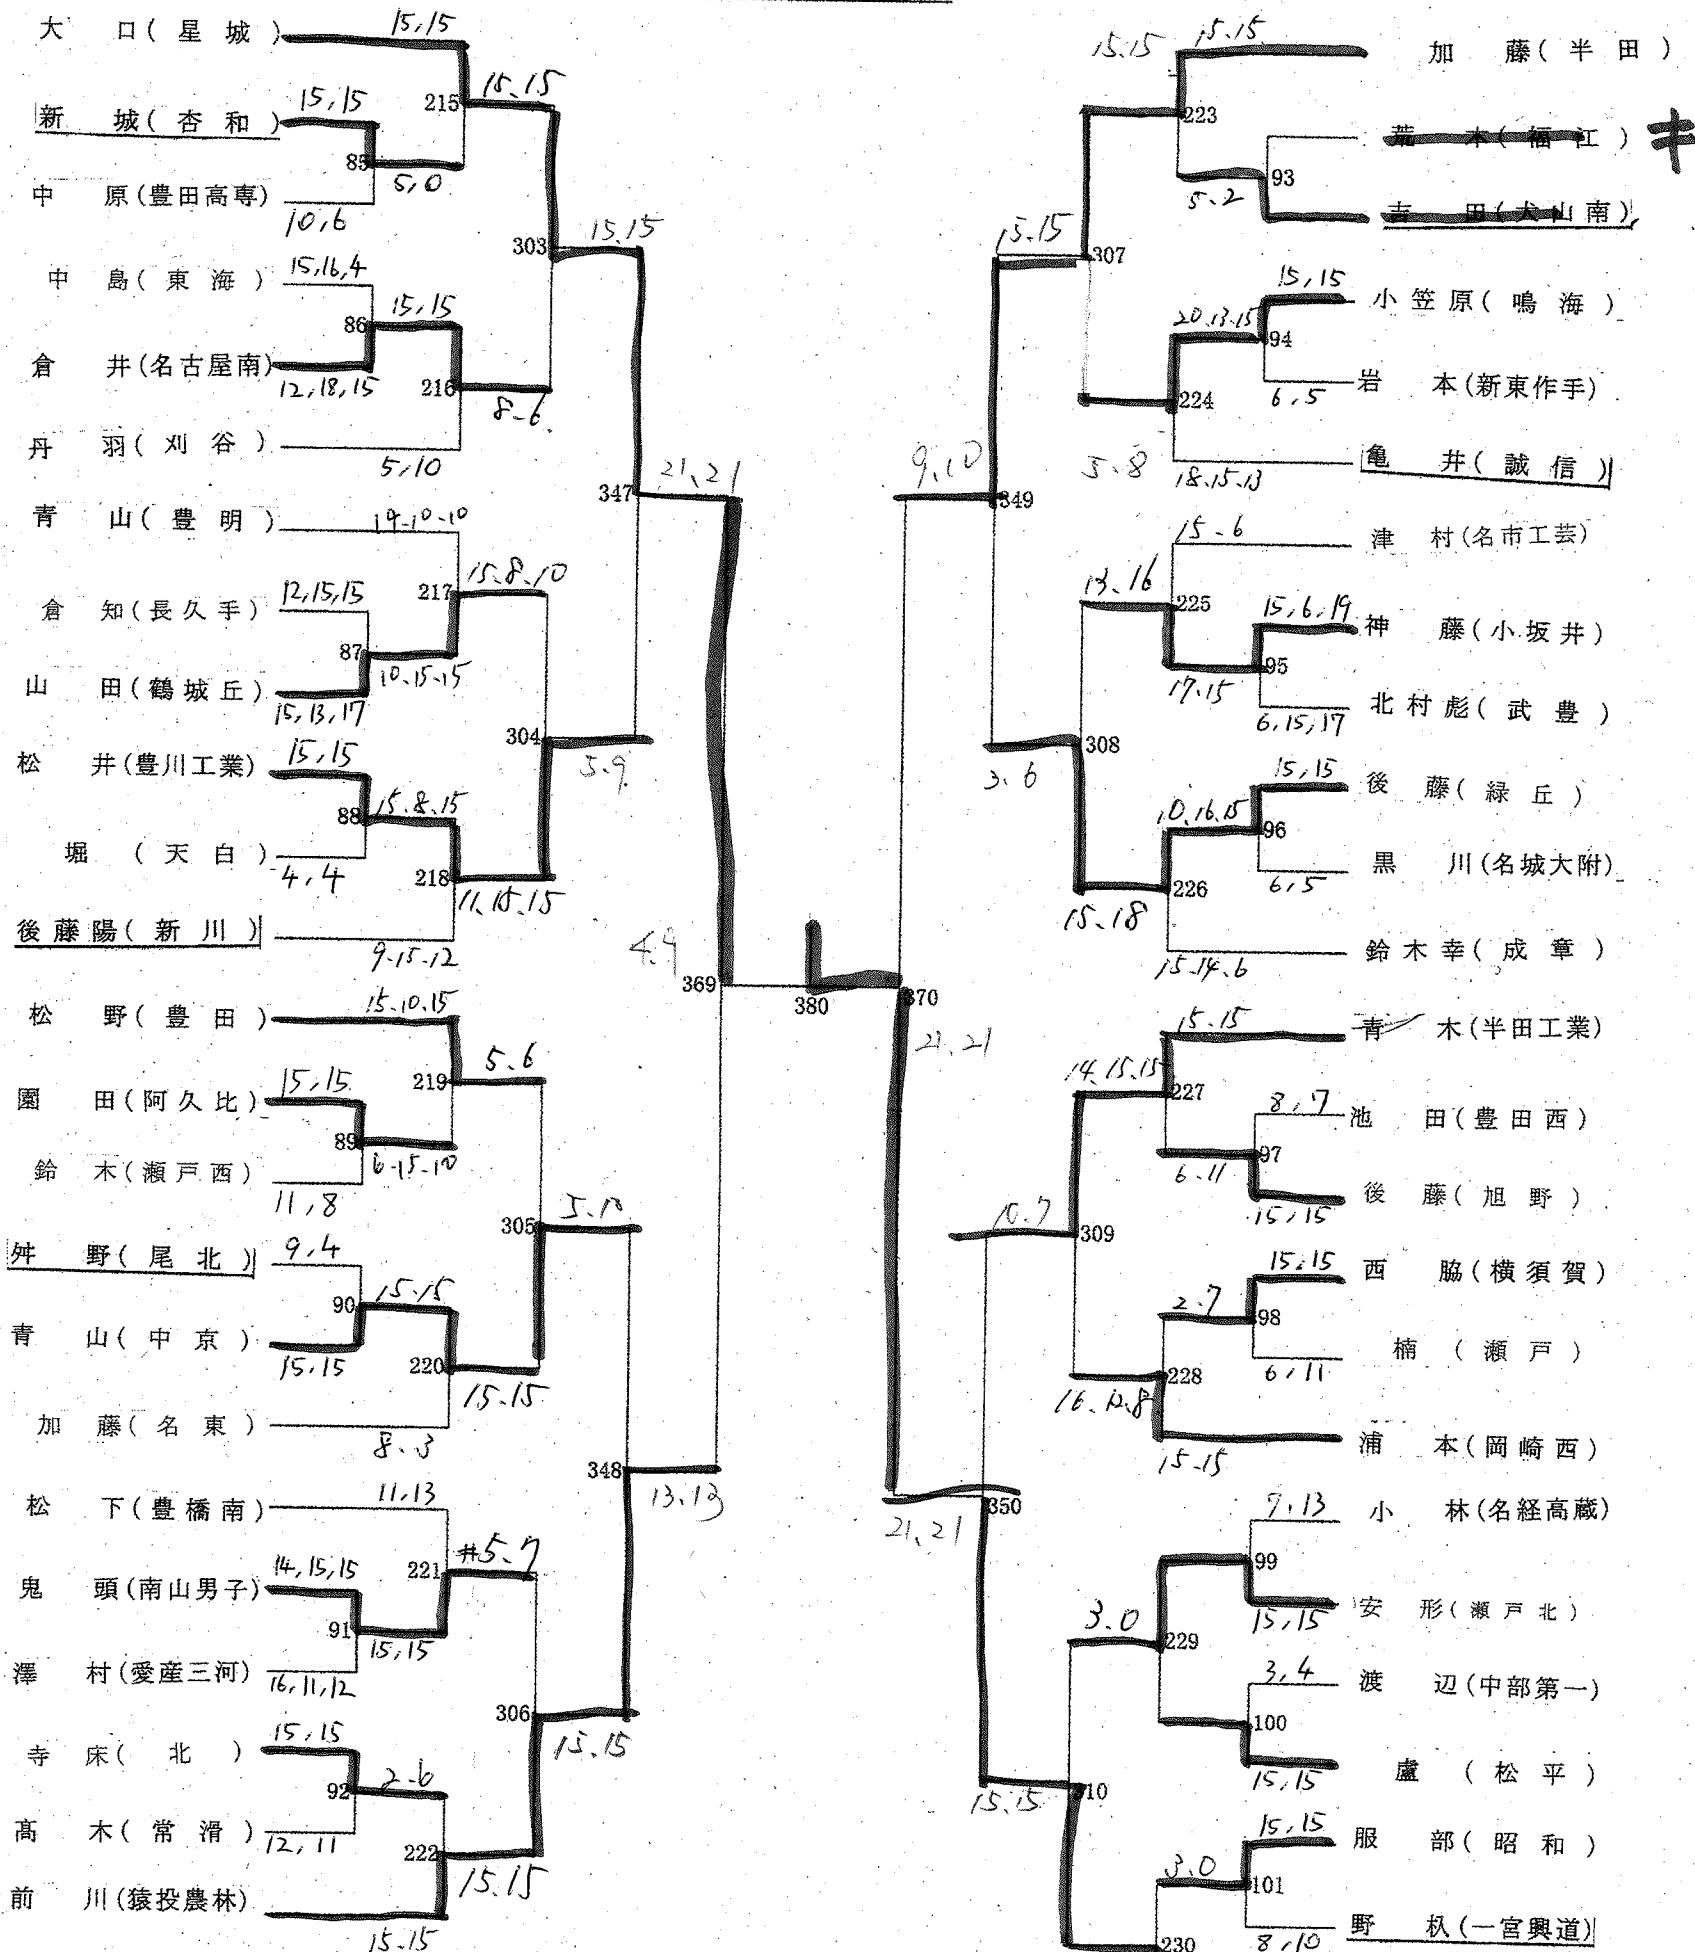 大 口(星 城) 15,15
215 15.15
新 城(杏 和) 15,15
85 5,0
中 原(豊田高専) 10,6
303 15.15
中 島(東 海) 15,16,4
86 15,15
倉 井(名古屋南) 12,18,15
216 8-6
丹 羽(刈 谷) 5,10
347 21,21
青 山(豊 明) 19-10-10
217 15.8.10
倉 知(長久手) 12,15,15
87 10-15-15
山 田(鶴城丘) 15,13,17
304 5.9
松 井(豊川工業) 15,15
88 15.8.15
堀 (天 白) 4,4
218 11.15.15
後藤陽(新 川) 9-15-12
369 4.9
380
松 野(豊 田) 15.10.15
219 5.6
園 田(阿久比) 15,15
89 6-15-10
鈴 木(瀬戸西) 11,8
305 5.10
舛 野(尾 北) 9,4
90 15.15
青 山(中 京) 15,15
220 15.15
加 藤(名 東) 8.3
348 13.13
松 下(豊橋南) 11,13
221 5.7
鬼 頭(南山男子) 14,15,15
91 15,15
澤 村(愛産三河) 16,11,12
306 15.15
寺 床( 北 ) 15,15
92 2-6
髙 木(常 滑) 12,11
222 15.15
前 川(猿投農林) 15.15
15.15 15.15 加 藤(半 田)
223
荒 本(福 江) キ
5.2 93
吉 田(犬山南)
15.15 307
15,15 小笠原(鳴 海)
20.13.15 94
6,5 岩 本(新東作手)
5.8 224
18.15.13 亀 井(誠 信)
9.10 349
15-6 津 村(名市工芸)
13.16 225
15,6,19 神 藤(小坂井)
17.15 95
6,15,17 北村彪(武 豊)
3.6 308
15,15 後 藤(緑 丘)
10.16.15 96
6,5 黒 川(名城大附)
15.18 226
15.14.6 鈴木幸(成 章)
370 21.21
15.15 青 木(半田工業)
14.15.15 227
8,7 池 田(豊田西)
6.11 97
15,15 後 藤(旭 野)
10.7 309
15,15 西 脇(横須賀)
2.7 98
6,11 楠 (瀬 戸)
16.12.8 228
15.15 浦 本(岡崎西)
21.21 350
7.13 小 林(名経高蔵)
99
15,15 安 形(瀬戸北)
3.0 229
3,4 渡 辺(中部第一)
100
15,15 盧 (松 平)
15.15 310
15,15 服 部(昭 和)
3.0 101
8,10 野 杁(一宮興道)
230